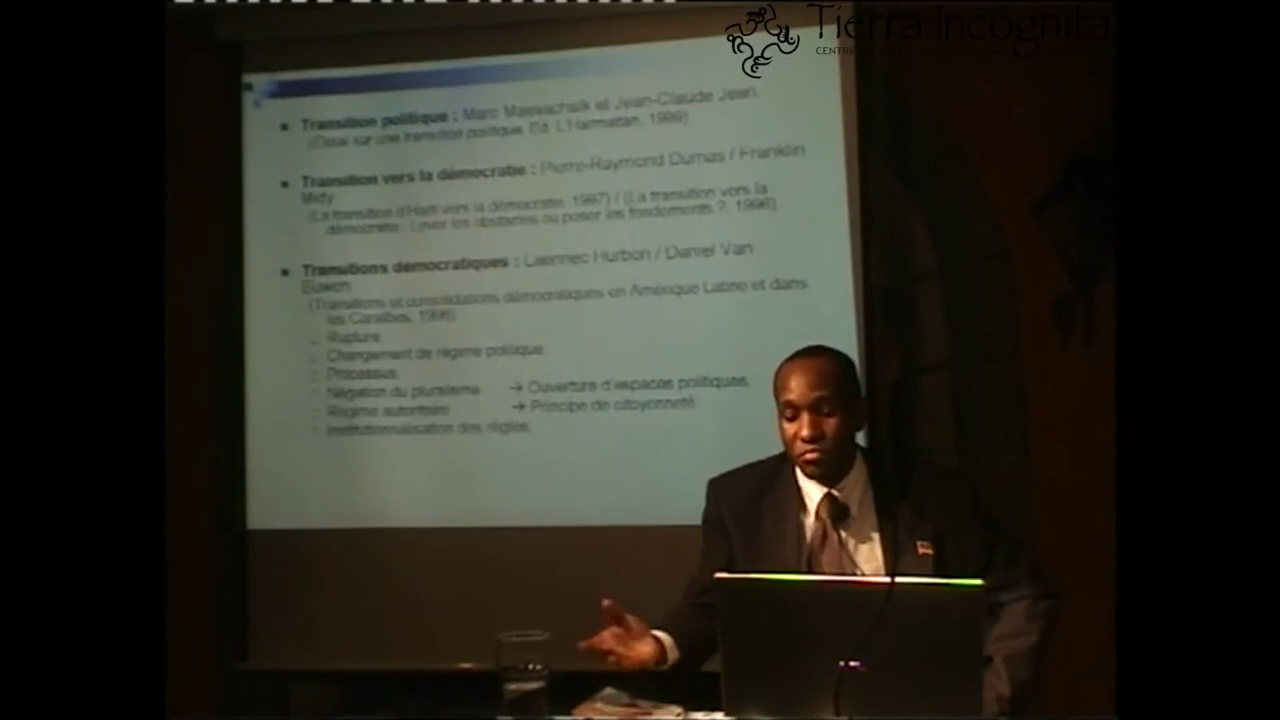 Tierra Incógnita
CENTRE
Transition politique : Marc Maesschalk et Jean-Claude Jean
(Essai sur une transition politique. Ed. L'Harmattan, 1999)
Transition vers la démocratie : Pierre-Raymond Dumas / Franklin
Midy
(La transition d'Haïti vers la démocratie, 1997) / (La transition vers la
démocratie : Lever les obstacles ou poser les fondements ?, 1996)
Transitions démocratiques : Laennec Hurbon / Daniel Van
Euwen
(Transitions et consolidations démocratiques en Amérique Latine et dans
les Caraïbes, 1996)
Rupture
Changement de régime politique
Processus
Négation du pluralisme → Ouverture d'espaces politiques
Régime autoritaire → Principe de citoyenneté
Institutionnalisation des règles